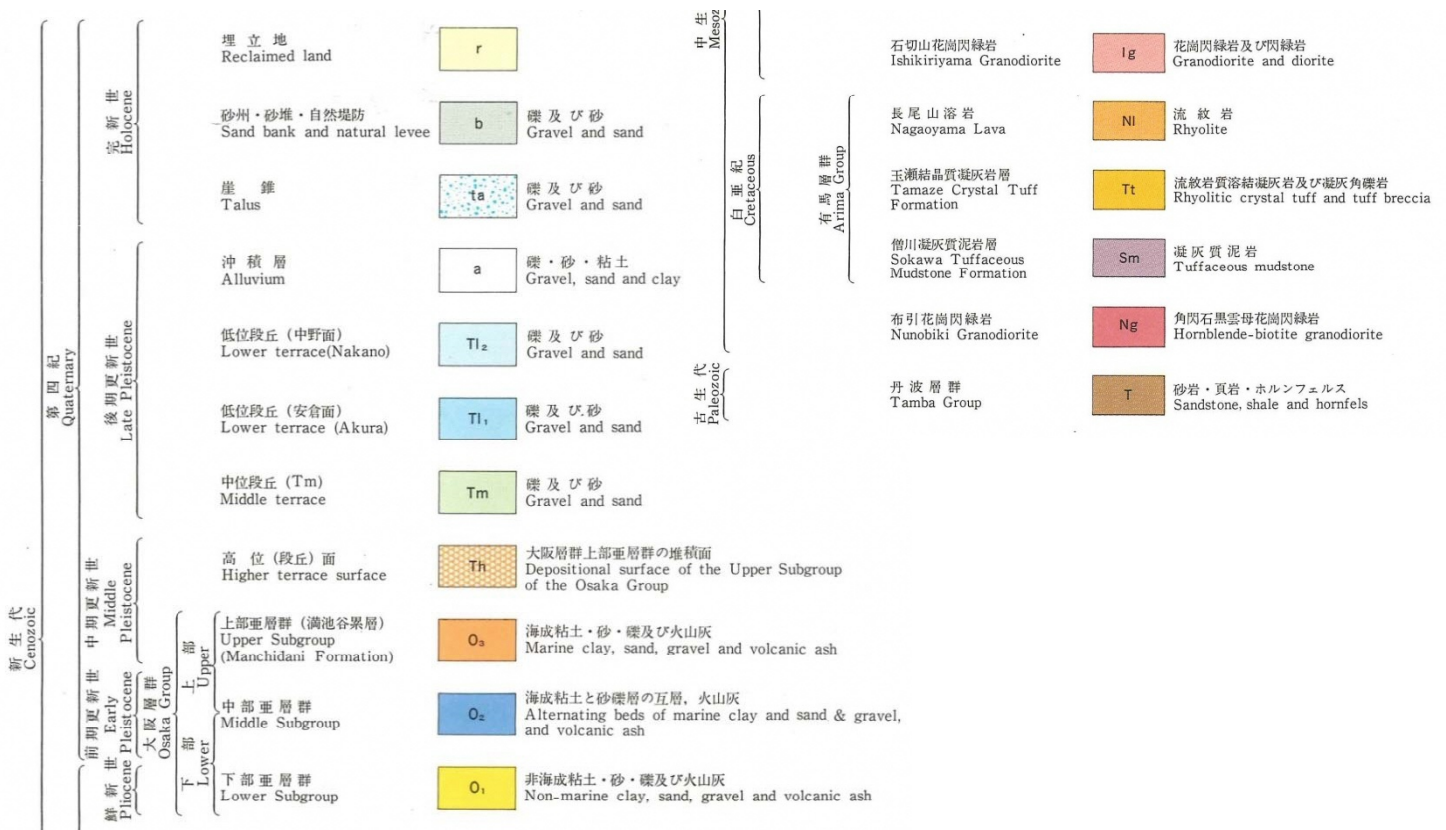 新生代
Cenozoic
第四紀
Quaternary
完新世
Holocene
埋立地
Reclaimed land
r
砂州・砂堆・自然堤防
Sand bank and natural levee
b
礫及び砂
Gravel and sand
崖錐
Talus
ta
礫及び砂
Gravel and sand
後期更新世
Late Pleistocene
沖積層
Alluvium
a
礫・砂・粘土
Gravel, sand and clay
低位段丘（中野面）
Lower terrace(Nakano)
Tl₂
礫及び砂
Gravel and sand
低位段丘（安倉面）
Lower terrace (Akura)
Tl₁
礫及び砂
Gravel and sand
中位段丘（Tm）
Middle terrace
Tm
礫及び砂
Gravel and sand
中期更新世
Middle
Pleistocene
高位（段丘）面
Higher terrace surface
Th
大阪層群上部亜層群の堆積面
Depositional surface of the Upper Subgroup
of the Osaka Group
大阪層群
Osaka Group
上部
Upper
上部亜層群（満池谷累層）
Upper Subgroup
(Manchidani Formation)
O₃
海成粘土・砂・礫及び火山灰
Marine clay, sand, gravel and volcanic ash
前期更新世
Early
Pleistocene
中部亜層群
Middle Subgroup
O₂
海成粘土と砂礫層の互層，火山灰
Alternating beds of marine clay and sand & gravel,
and volcanic ash
下部
Lower
鮮新世
Pliocene
下部亜層群
Lower Subgroup
O₁
非海成粘土・砂・礫及び火山灰
Non-marine clay, sand, gravel and volcanic ash
中生
Mesoz
石切山花崗閃緑岩
Ishikiriyama Granodiorite
Ig
花崗閃緑岩及び閃緑岩
Granodiorite and diorite
白亜紀
Cretaceous
有馬層群
Arima Group
長尾山溶岩
Nagaoyama Lava
Nl
流紋岩
Rhyolite
玉瀬結晶質凝灰岩層
Tamaze Crystal Tuff
Formation
Tt
流紋岩質溶結凝灰岩及び凝灰角礫岩
Rhyolitic crystal tuff and tuff breccia
僧川凝灰質泥岩層
Sokawa Tuffaceous
Mudstone Formation
Sm
凝灰質泥岩
Tuffaceous mudstone
布引花崗閃緑岩
Nunobiki Granodiorite
Ng
角閃石黒雲母花崗閃緑岩
Hornblende-biotite granodiorite
古生代
Paleozoic
丹波層群
Tamba Group
T
砂岩・頁岩・ホルンフェルス
Sandstone, shale and hornfels